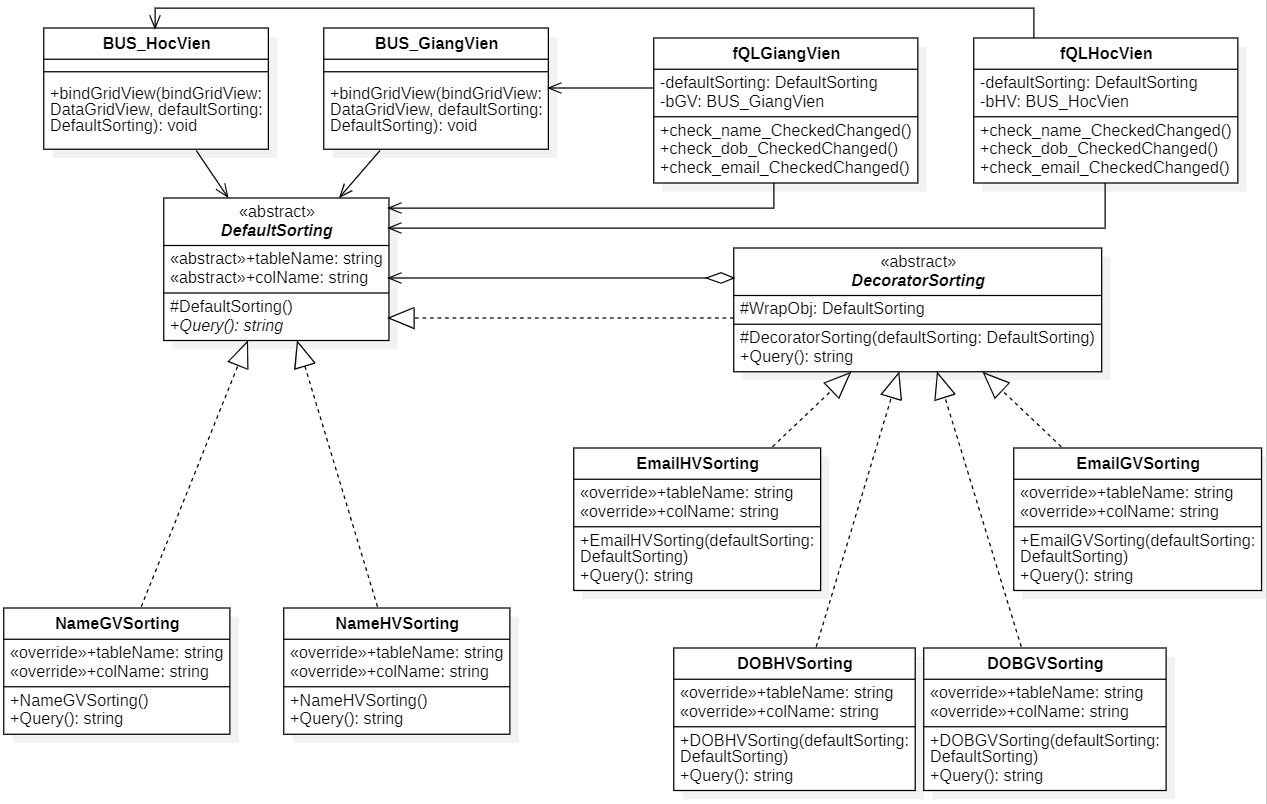 BUS_HocVien
+bindGridView(bindGridView:
DataGridView, defaultSorting:
DefaultSorting): void
BUS_GiangVien
+bindGridView(bindGridView:
DataGridView, defaultSorting:
DefaultSorting): void
fQLGiangVien
-defaultSorting: DefaultSorting
-bGV: BUS_GiangVien
+check_name_CheckedChanged()
+check_dob_CheckedChanged()
+check_email_CheckedChanged()
fQLHocVien
-defaultSorting: DefaultSorting
-bHV: BUS_HocVien
+check_name_CheckedChanged()
+check_dob_CheckedChanged()
+check_email_CheckedChanged()
«abstract»
DefaultSorting
«abstract»+tableName: string
«abstract»+colName: string
#DefaultSorting()
+Query(): string
«abstract»
DecoratorSorting
#WrapObj: DefaultSorting
#DecoratorSorting(defaultSorting: DefaultSorting)
+Query(): string
EmailHVSorting
«override»+tableName: string
«override»+colName: string
+EmailHVSorting(defaultSorting:
DefaultSorting)
+Query(): string
EmailGVSorting
«override»+tableName: string
«override»+colName: string
+EmailGVSorting(defaultSorting:
DefaultSorting)
+Query(): string
NameGVSorting
«override»+tableName: string
«override»+colName: string
+NameGVSorting()
+Query(): string
NameHVSorting
«override»+tableName: string
«override»+colName: string
+NameHVSorting()
+Query(): string
DOBHVSorting
«override»+tableName: string
«override»+colName: string
+DOBHVSorting(defaultSorting:
DefaultSorting)
+Query(): string
DOBGVSorting
«override»+tableName: string
«override»+colName: string
+DOBGVSorting(defaultSorting:
DefaultSorting)
+Query(): string